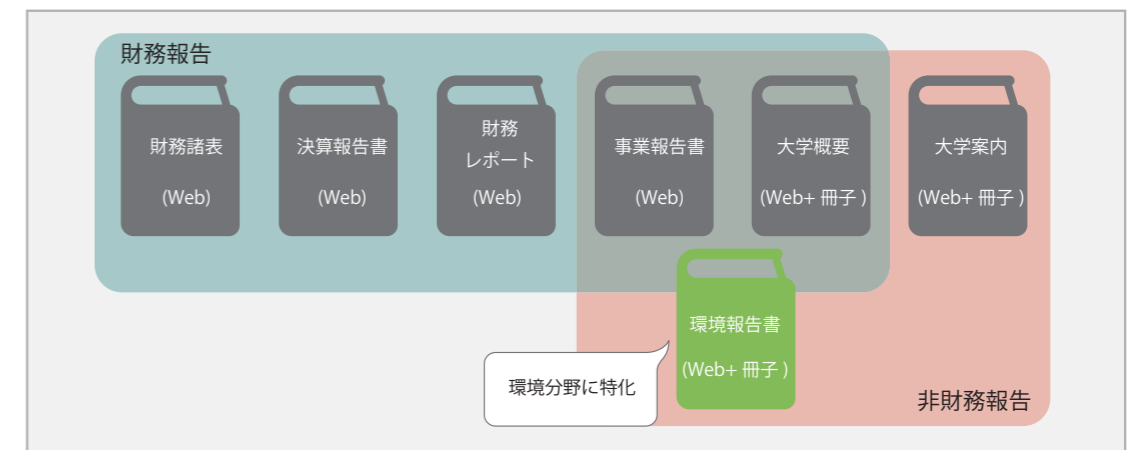 財務報告
財務諸表
(Web)
決算報告書
(Web)
財務
レポート
(Web)
事業報告書
(Web)
大学概要
(Web+ 冊子 )
大学案内
(Web+ 冊子 )
環境報告書
(Web+ 冊子 )
環境分野に特化
非財務報告